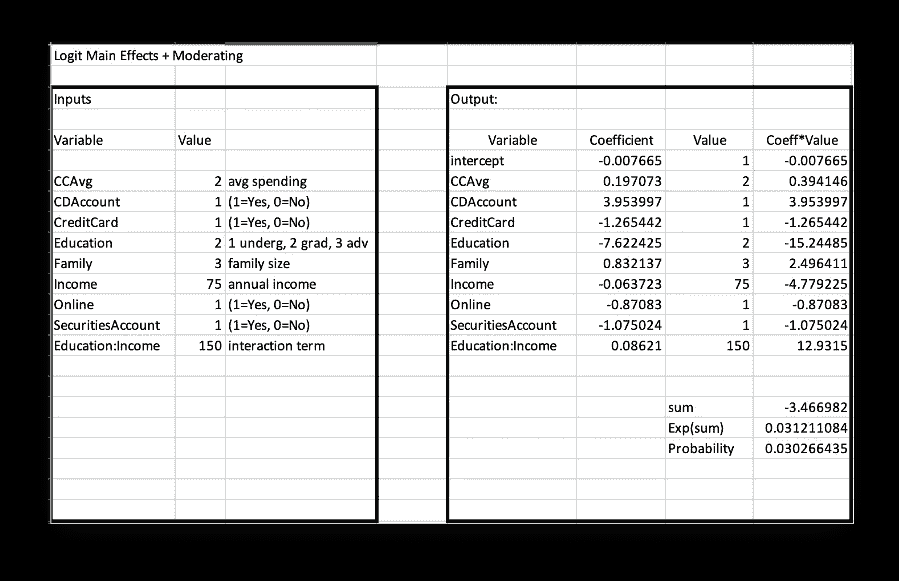 Logit Main Effects + Moderating
Inputs
Variable Value
CCAvg 2 avg spending
CDAccount 1 (1=Yes, 0=No)
CreditCard 1 (1=Yes, 0=No)
Education 2 1 underg, 2 grad, 3 adv
Family 3 family size
Income 75 annual income
Online 1 (1=Yes, 0=No)
SecuritiesAccount 1 (1=Yes, 0=No)
Education:Income 150 interaction term
Output:
Variable Coefficient Value Coeff*Value
intercept -0.007665 1 -0.007665
CCAvg 0.197073 2 0.394146
CDAccount 3.953997 1 3.953997
CreditCard -1.265442 1 -1.265442
Education -7.622425 2 -15.24485
Family 0.832137 3 2.496411
Income -0.063723 75 -4.779225
Online -0.87083 1 -0.87083
SecuritiesAccount -1.075024 1 -1.075024
Education:Income 0.08621 150 12.9315
sum -3.466982
Exp(sum) 0.031211084
Probability 0.030266435